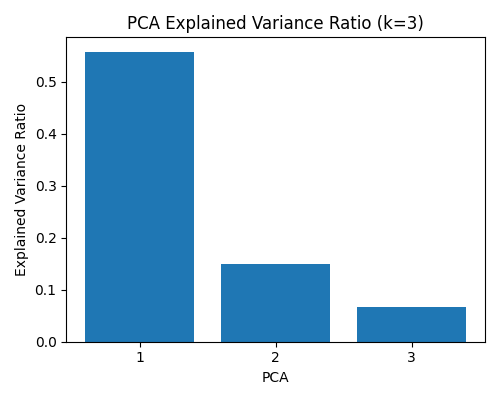 PCA Explained Variance Ratio (k=3)
Explained Variance Ratio
0.5
0.4
0.3
0.2
0.1
0.0
1 2 3
PCA